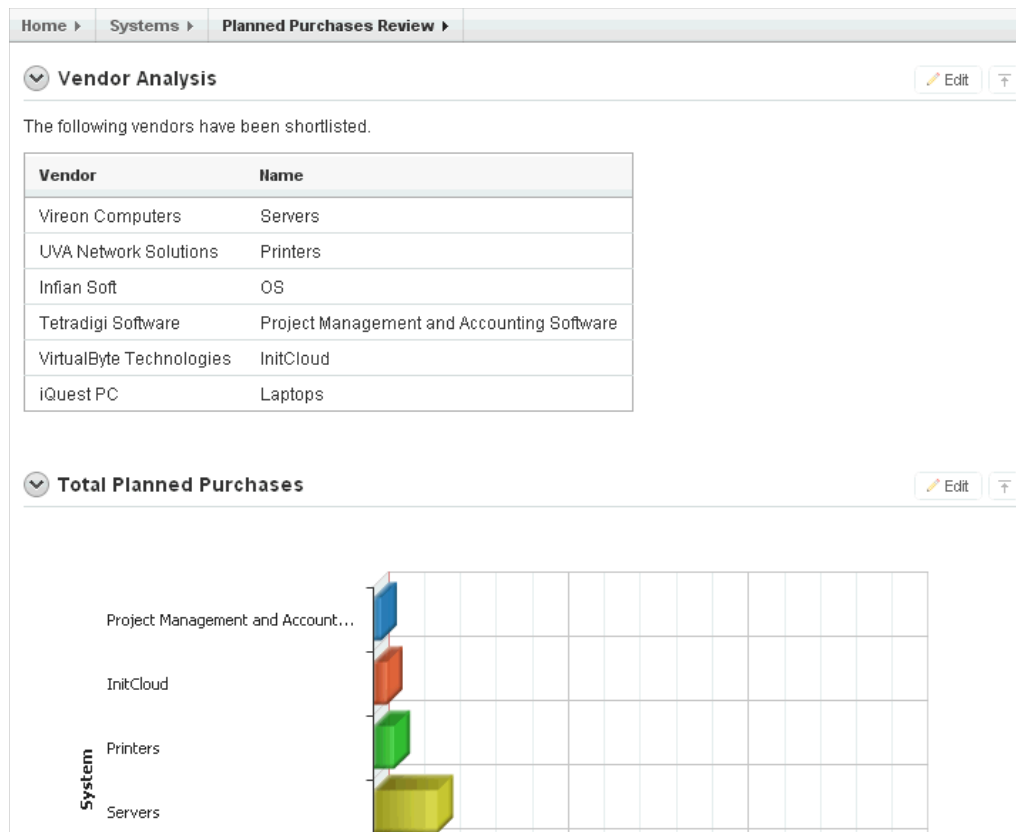 Home Systems Planned Purchases Review
Vendor Analysis Edit
The following vendors have been shortlisted.
Vendor Name
Vireon Computers Servers
UVA Network Solutions Printers
Infian Soft OS
Tetradigi Software Project Management and Accounting Software
VirtualByte Technologies InitCloud
iQuest PC Laptops
Total Planned Purchases Edit
Project Management and Account...
InitCloud
Printers
Servers
System